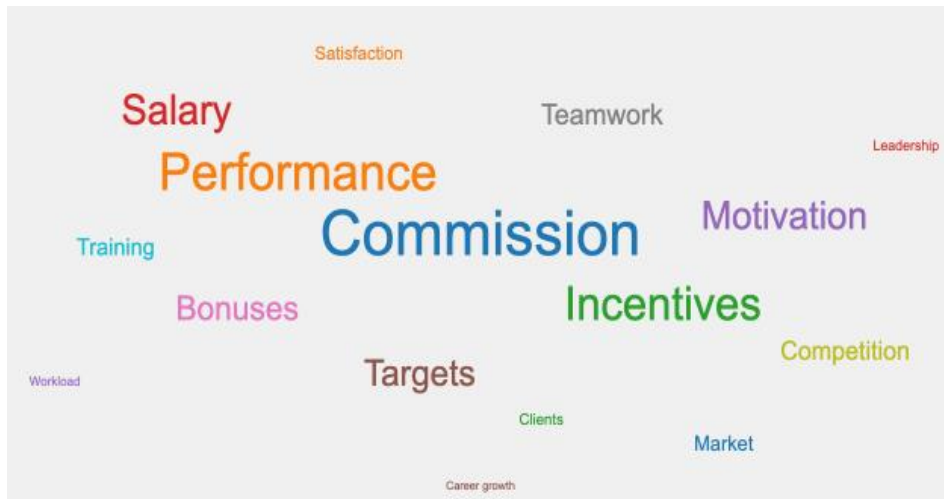 Satisfaction
Salary
Teamwork
Leadership
Performance
Motivation
Commission
Training
Bonuses
Incentives
Competition
Targets
Workload
Clients
Market
Career growth